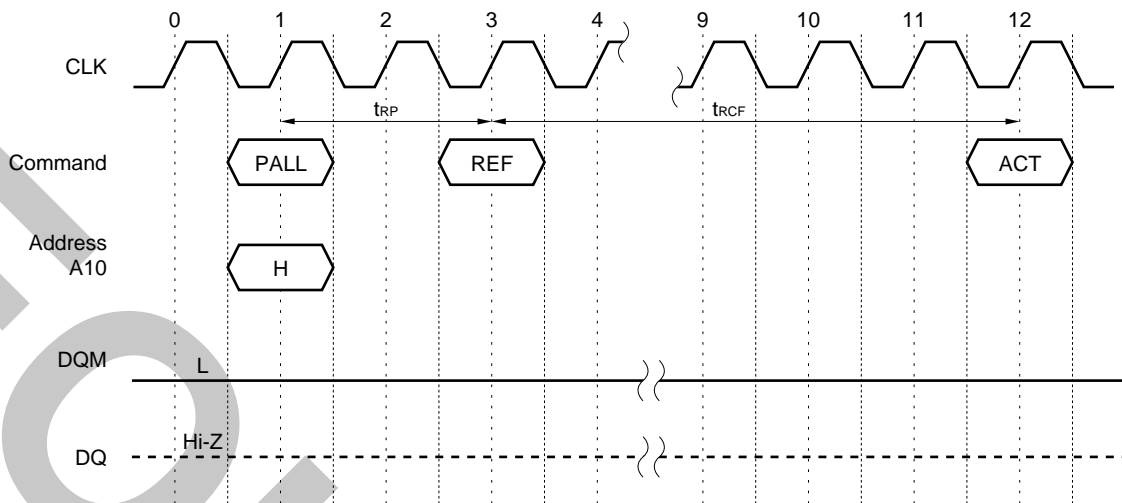 0 1 2 3 4 9 10 11 12
CLK
tRP tRCF
Command PALL REF ACT
Address
A10 H
DQM L
DQ Hi-Z